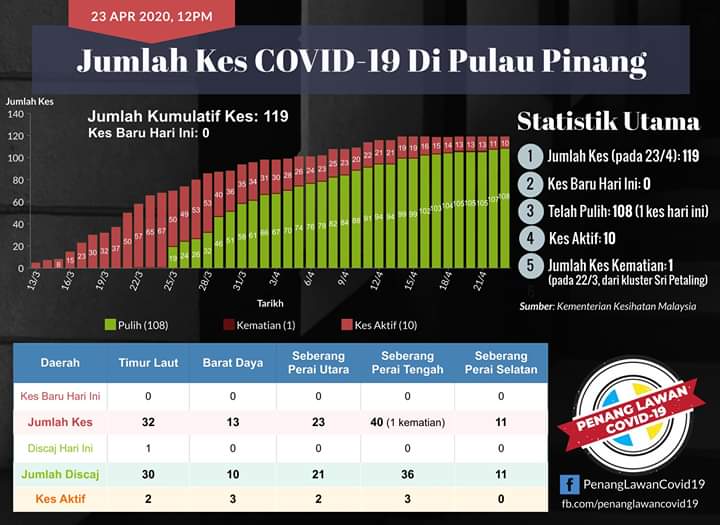 23 APR 2020, 12PM
Jumlah Kes COVID-19 Di Pulau Pinang
Jumlah Kes
Jumlah Kumulatif Kes: 119
Kes Baru Hari Ini: 0
140
120
100
80
60
40
20
0
13/3 16/3 19/3 22/3 25/3 28/3 31/3 3/4 6/4 9/4 12/4 15/4 18/4 21/4
Tarikh
Pulih (108) Kematian (1) Kes Aktif (10)
Statistik Utama
1 Jumlah Kes (pada 23/4): 119
2 Kes Baru Hari Ini: 0
3 Telah Pulih: 108 (1 kes hari ini)
4 Kes Aktif: 10
5 Jumlah Kes Kematian: 1
(pada 22/3, dari kluster Sri Petaling)
Sumber: Kementerian Kesihatan Malaysia
Daerah Timur Laut Barat Daya Seberang Perai Utara Seberang Perai Tengah Seberang Perai Selatan
Kes Baru Hari Ini 0 0 0 0 0
Jumlah Kes 32 13 23 40 (1 kematian) 11
Discaj Hari Ini 1 0 0 0 0
Jumlah Discaj 30 10 21 36 11
Kes Aktif 2 3 2 3 0
PENANG LAWAN
COVID-19
PenangLawanCovid19
fb.com/penanglawancovid19